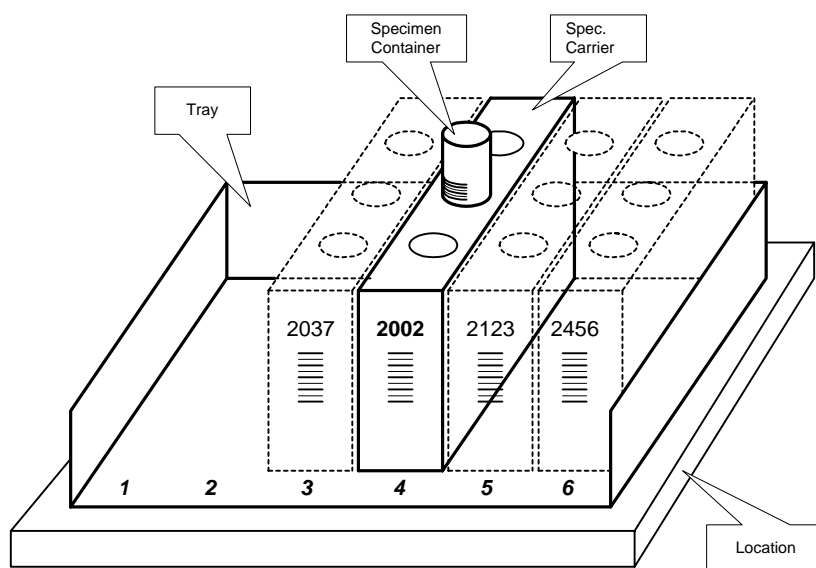 Specimen
Container
Spec.
Carrier
Tray
2037 2002 2123 2456
1 2 3 4 5 6
Location